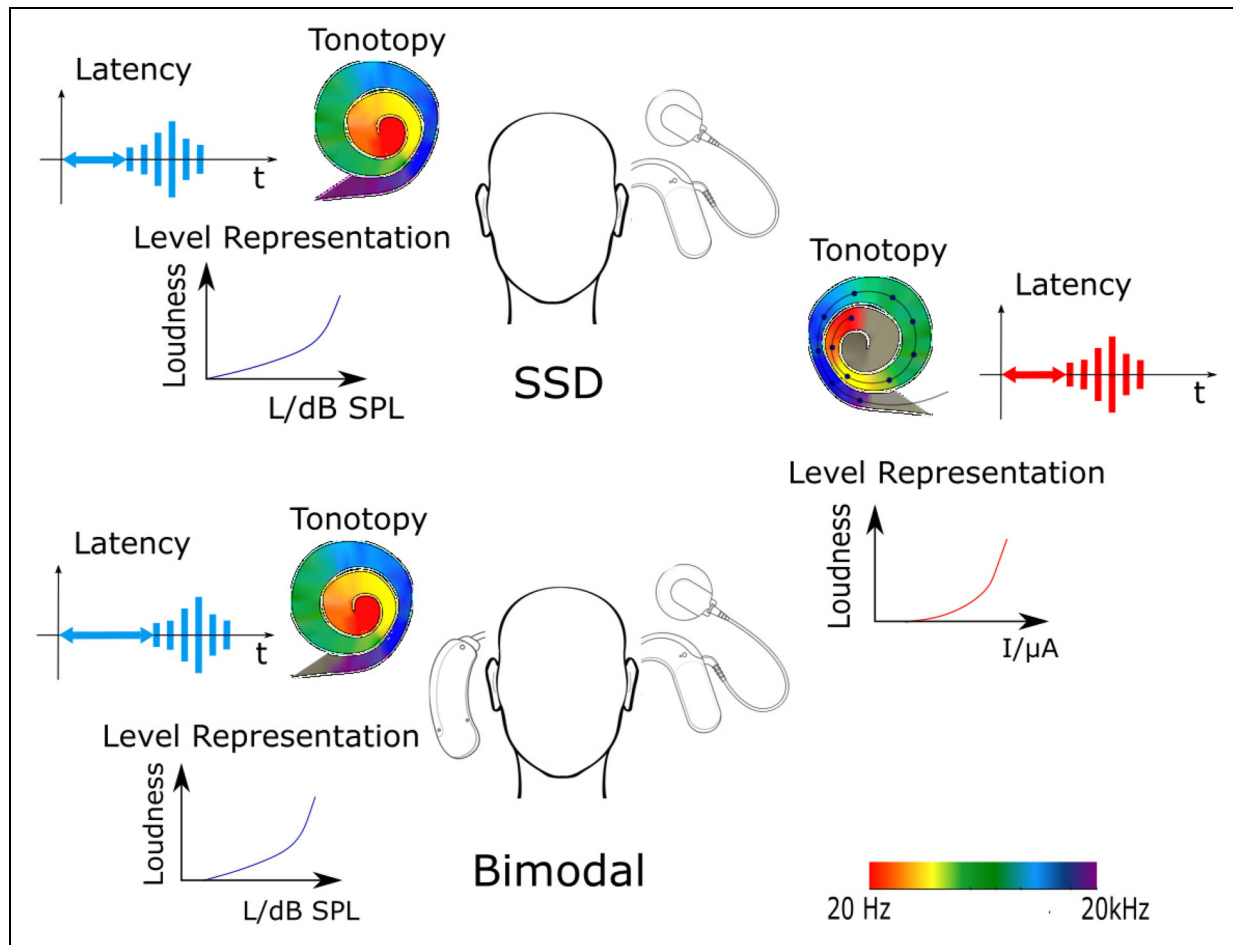 Tonotopy
Latency
t
Level Representation
Loudness
L/dB SPL
SSD
Tonotopy
Latency
t
Level Representation
Loudness
I/µA
Tonotopy
Latency
t
Level Representation
Loudness
L/dB SPL
Bimodal
20 Hz
20kHz